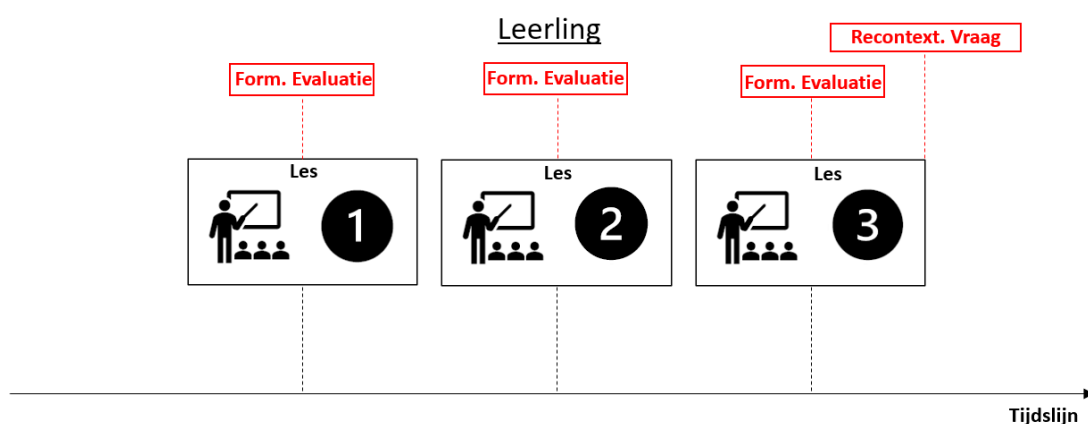 Leerling
Recontext. Vraag
Form. Evaluatie
Form. Evaluatie
Form. Evaluatie
Les
Les
Les
1
2
3
Tijdslijn